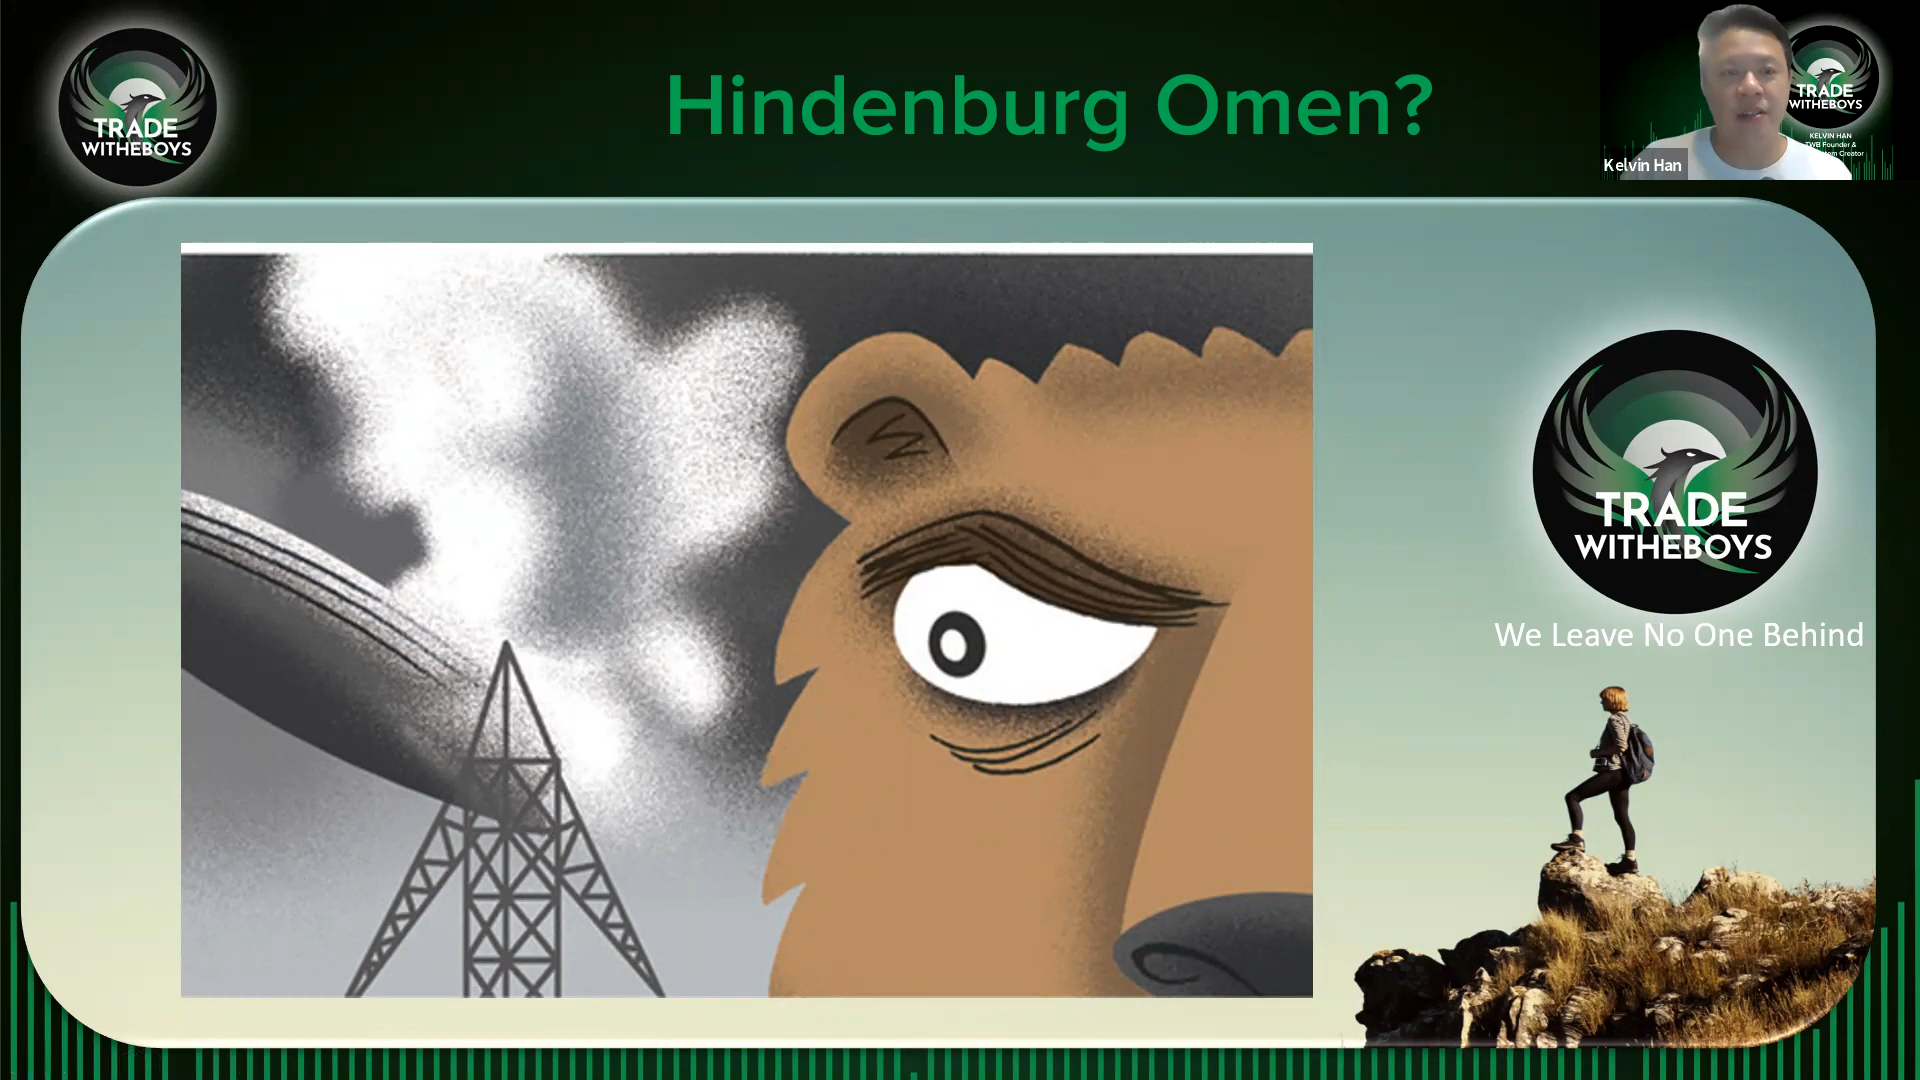 TRADE
WITHEBOYS
Hindenburg Omen?
TRADE
WITHEBOYS
KELVIN HAN
TWB Founder &
Creator
Kelvin Han
TRADE
WITHEBOYS
We Leave No One Behind